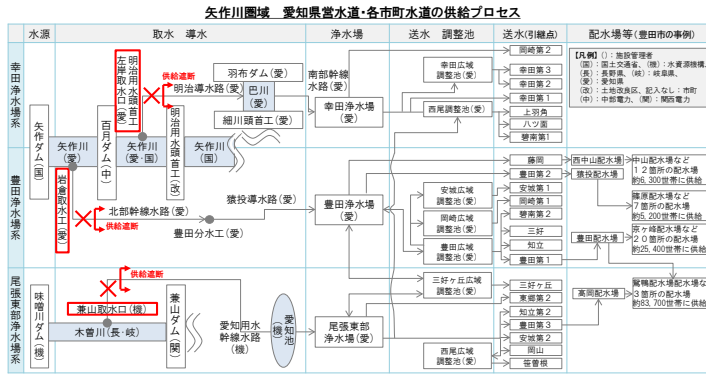 矢作川圏域　愛知県営水道・各市町水道の供給プロセス
水源
取水　導水
浄水場
送水　調整池
送水(引継点)
配水場等(豊田市の事例)
幸田浄水場系
矢作ダム(国)
矢作川(愛)
百月ダム(中)
明治用水頭首工左岸取水口(愛)
供給遮断
明治導水路(愛)
矢作川(愛・国)
明治用水頭首工(改)
羽布ダム(愛)
巴川(愛)
細川頭首工(愛)
矢作川(国)
南部幹線水路(愛)
幸田浄水場(愛)
幸田広域調整池(愛)
西尾調整池(愛)
岡崎第2
幸田第3
幸田第2
幸田第1
上羽角
八ツ面
碧南第1
【凡例】():施設管理者
(国):国土交通省、(機):水資源機構、
(長):長野県、(岐):岐阜県、
(愛):愛知県
(改):土地改良区、記入なし:市町
(中):中部電力、(関):関西電力
豊田浄水場系
岩倉取水工(愛)
北部幹線水路(愛)
供給遮断
豊田分水工(愛)
猿投導水路(愛)
豊田浄水場(愛)
安城広域調整池(愛)
岡崎広域調整池(愛)
豊田広域調整池(愛)
藤岡
豊田第2
安城第1
岡崎第1
碧南第2
三好
知立
豊田第1
西中山配水場
猿投配水場
豊田配水場
中山配水場など
12箇所の配水場
約6,300世帯に供給
篠原配水場など
7箇所の配水場
約5,200世帯に供給
京ヶ峰配水場など
20箇所の配水場
約25,400世帯に供給
尾張東部浄水場系
味噌川ダム(機)
兼山取水口(機)
供給遮断
木曽川(長・岐)
兼山ダム(関)
愛知用水幹線水路(機)
愛知池(機)
尾張東部浄水場(愛)
三好ヶ丘広域調整池(愛)
西尾広域調整池(愛)
三好ヶ丘
東郷第2
知立第2
豊田第3
安城第2
岡山
笹曽根
高岡配水場
鴛鴨配水場配水場など
3箇所の配水場
約83,700世帯に供給